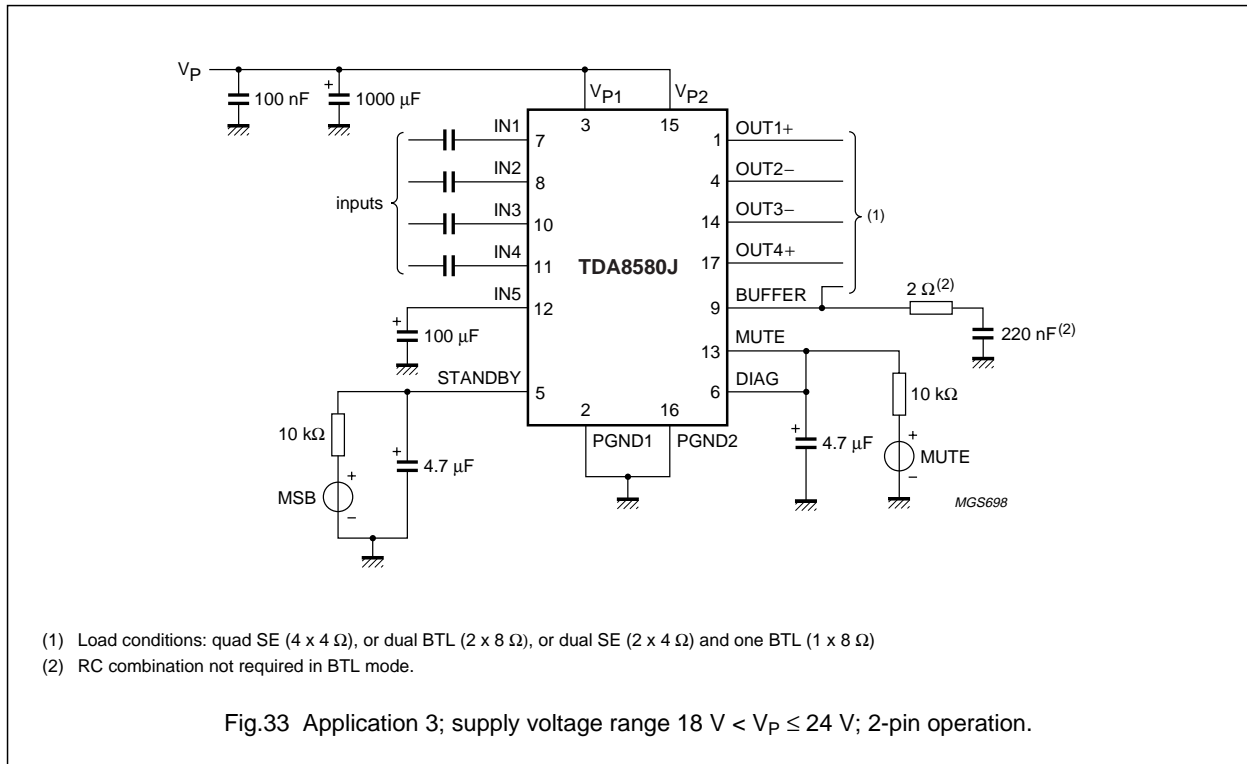 VP
100 nF
1000 μF
+
VP1
VP2
3
15
inputs
IN1
7
IN2
8
IN3
10
IN4
11
IN5
12
+
100 μF
STANDBY
5
10 kΩ
+
4.7 μF
MSB
+
−
TDA8580J
1
OUT1+
4
OUT2−
14
OUT3−
17
OUT4+
(1)
9
BUFFER
2 Ω(2)
220 nF(2)
13
MUTE
6
DIAG
10 kΩ
+
4.7 μF
+
−
MUTE
2
16
PGND1
PGND2
MGS698
(1) Load conditions: quad SE (4 x 4 Ω), or dual BTL (2 x 8 Ω), or dual SE (2 x 4 Ω) and one BTL (1 x 8 Ω)
(2) RC combination not required in BTL mode.
Fig.33 Application 3; supply voltage range 18 V < VP ≤ 24 V; 2-pin operation.